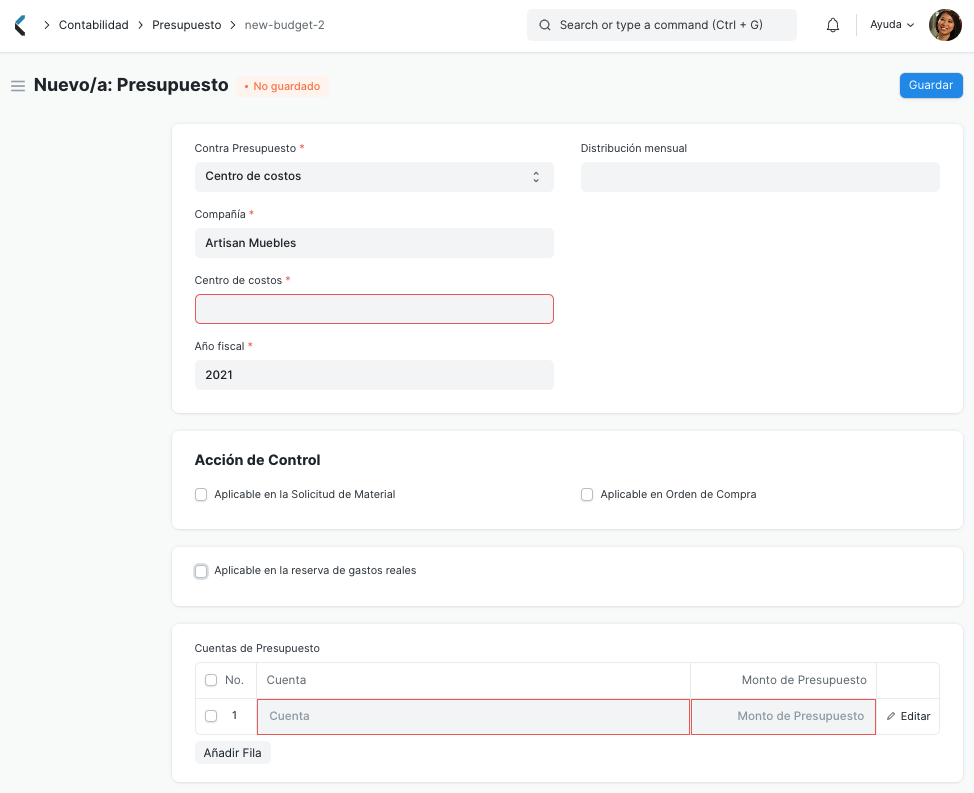 Contabilidad Presupuesto new-budget-2
Search or type a command (Ctrl + G)
Ayuda
Nuevo/a: Presupuesto
• No guardado
Guardar
Contra Presupuesto *
Centro de costos
Distribución mensual
Compañía *
Artisan Muebles
Centro de costos *
Año fiscal *
2021
Acción de Control
Aplicable en la Solicitud de Material
Aplicable en Orden de Compra
Aplicable en la reserva de gastos reales
Cuentas de Presupuesto
No. Cuenta Monto de Presupuesto
1 Cuenta Monto de Presupuesto Editar
Añadir Fila